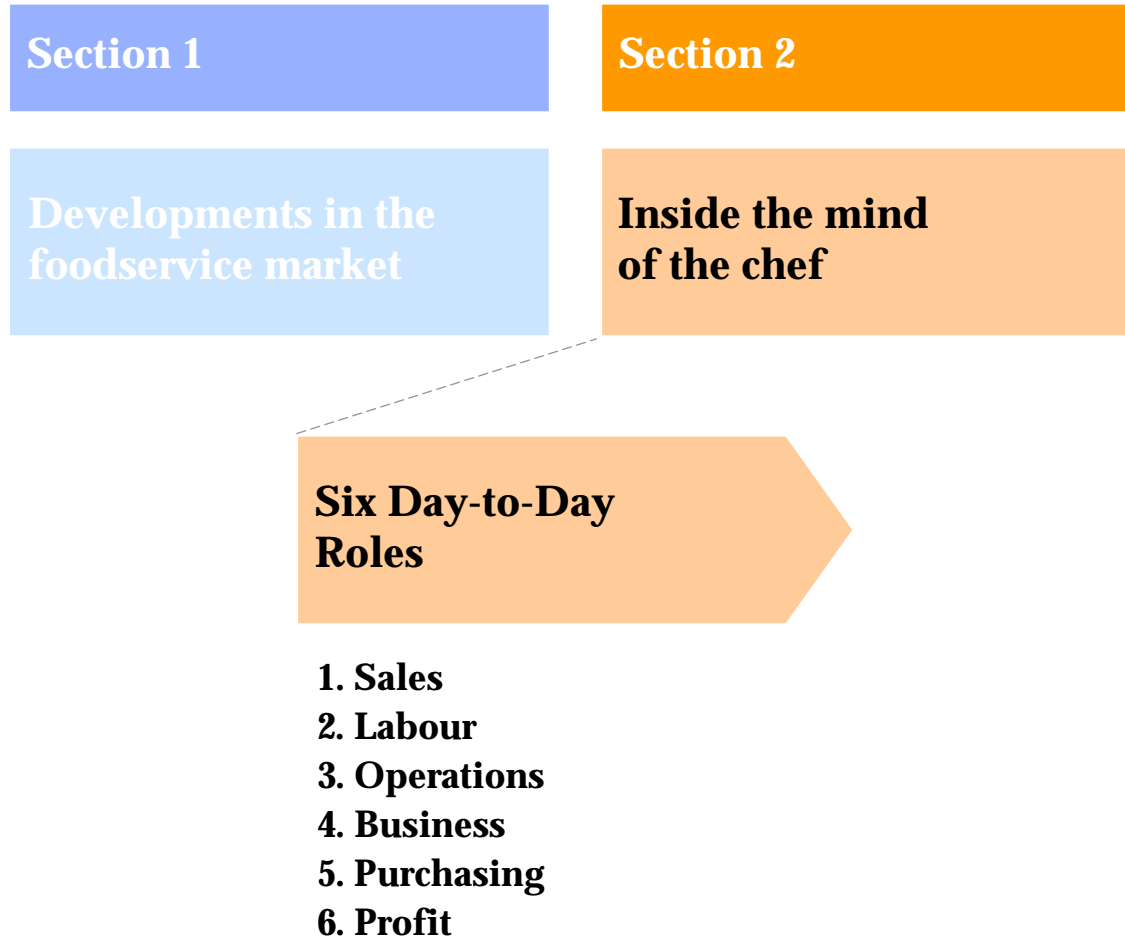 Section 1
Section 2
Developments in the
foodservice market
Inside the mind
of the chef
Six Day-to-Day
Roles
1. Sales
2. Labour
3. Operations
4. Business
5. Purchasing
6. Profit